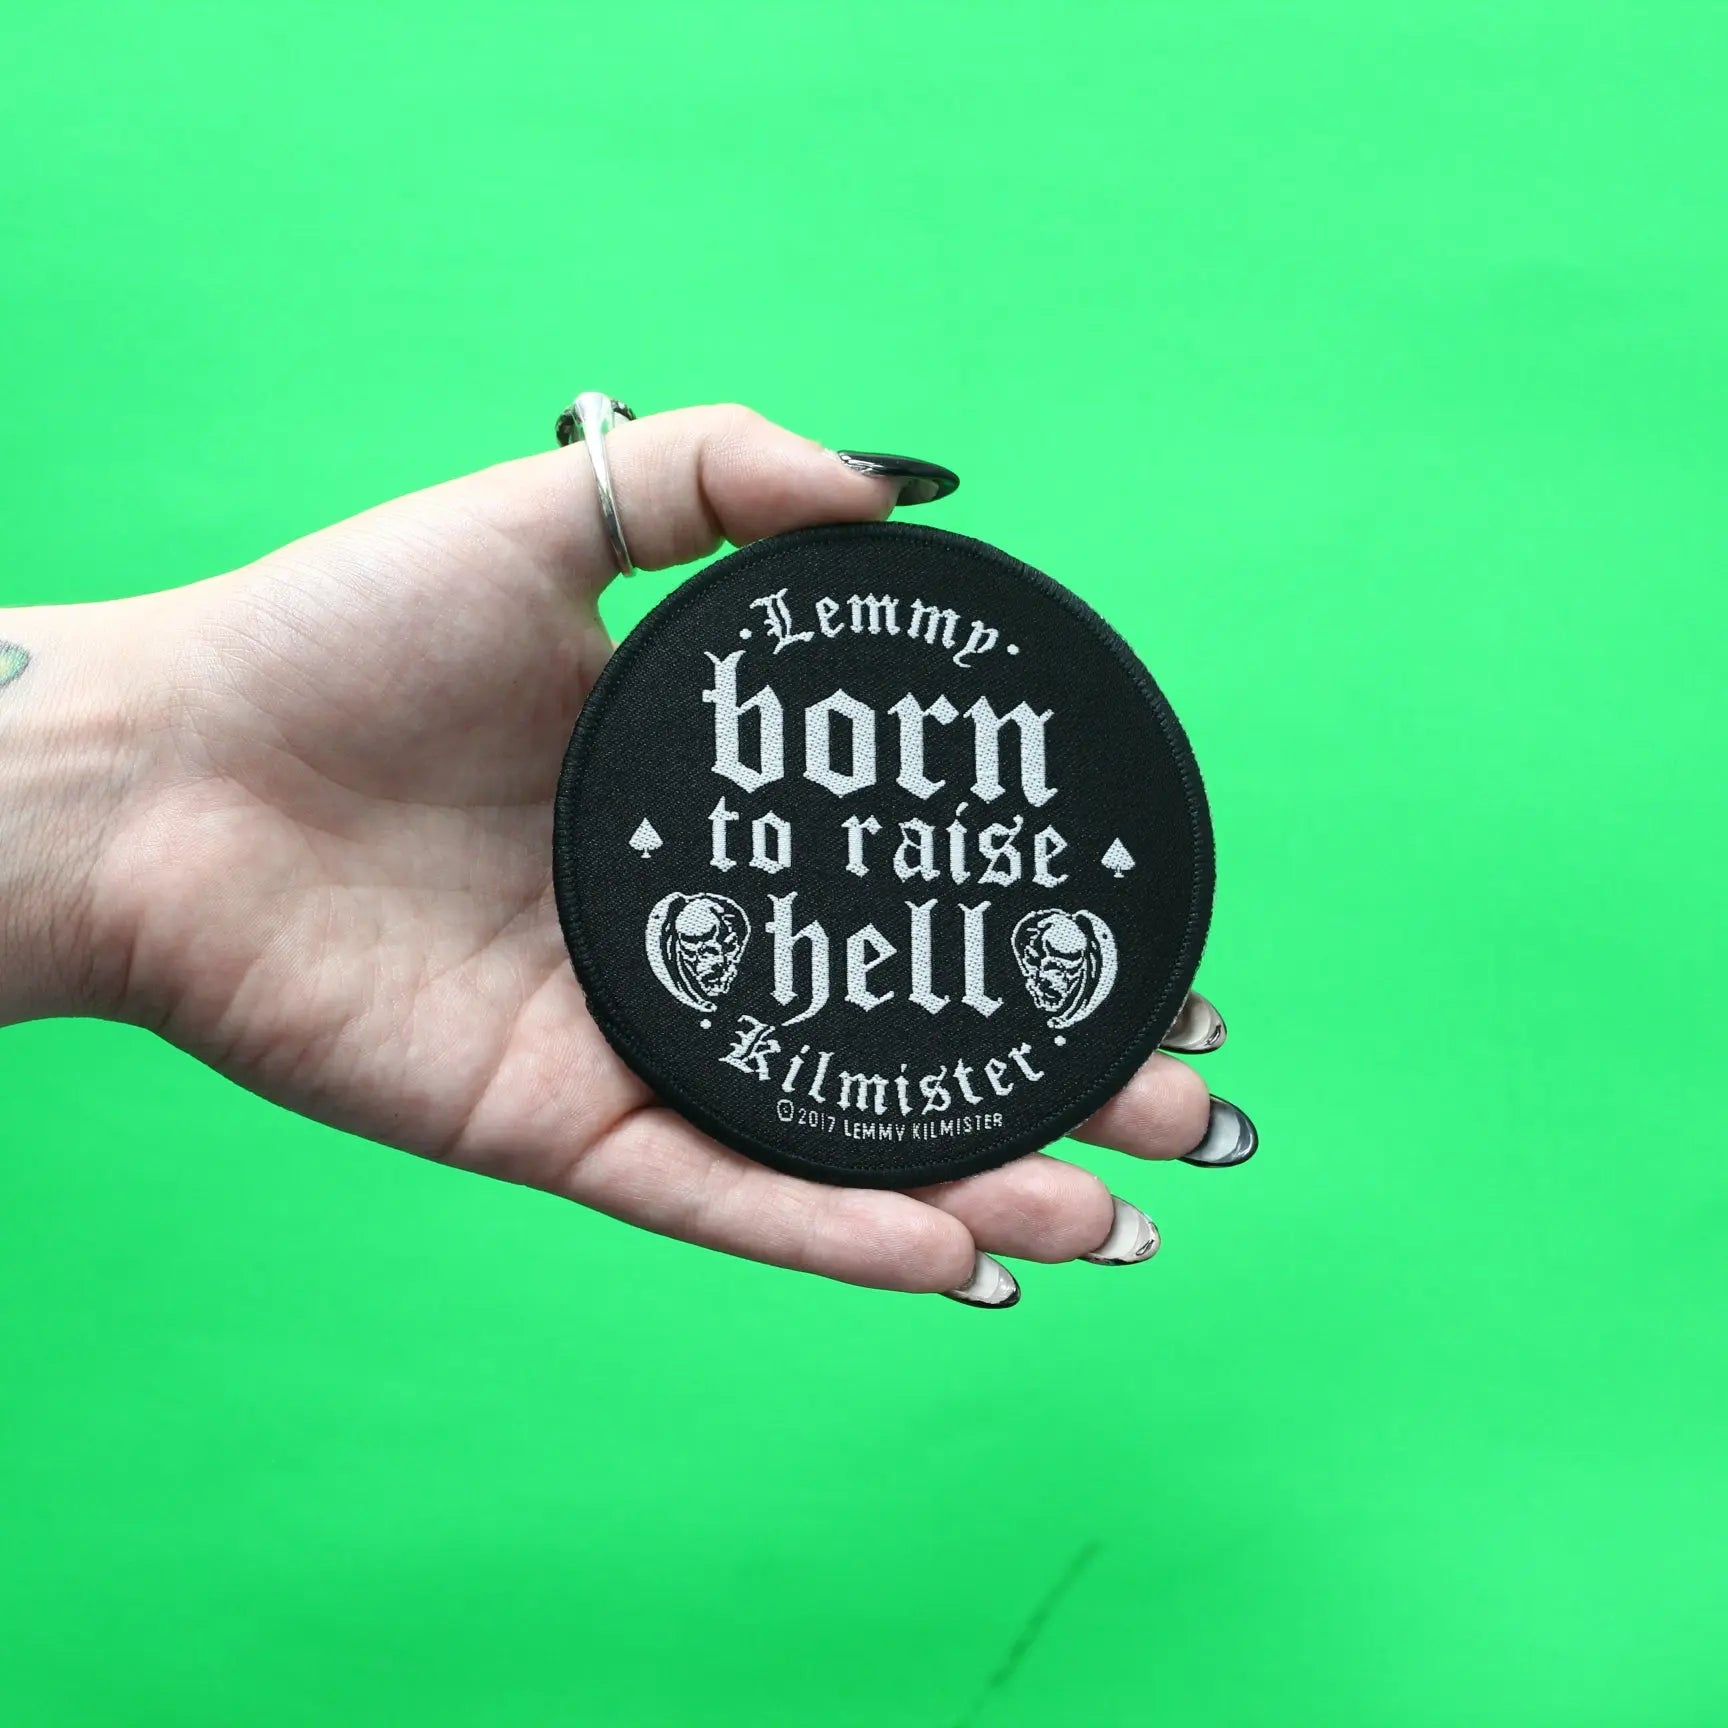 ·Lemmy·
born
to raise
hell
·Kilmister·
©2017 LEMMY KILMISTER